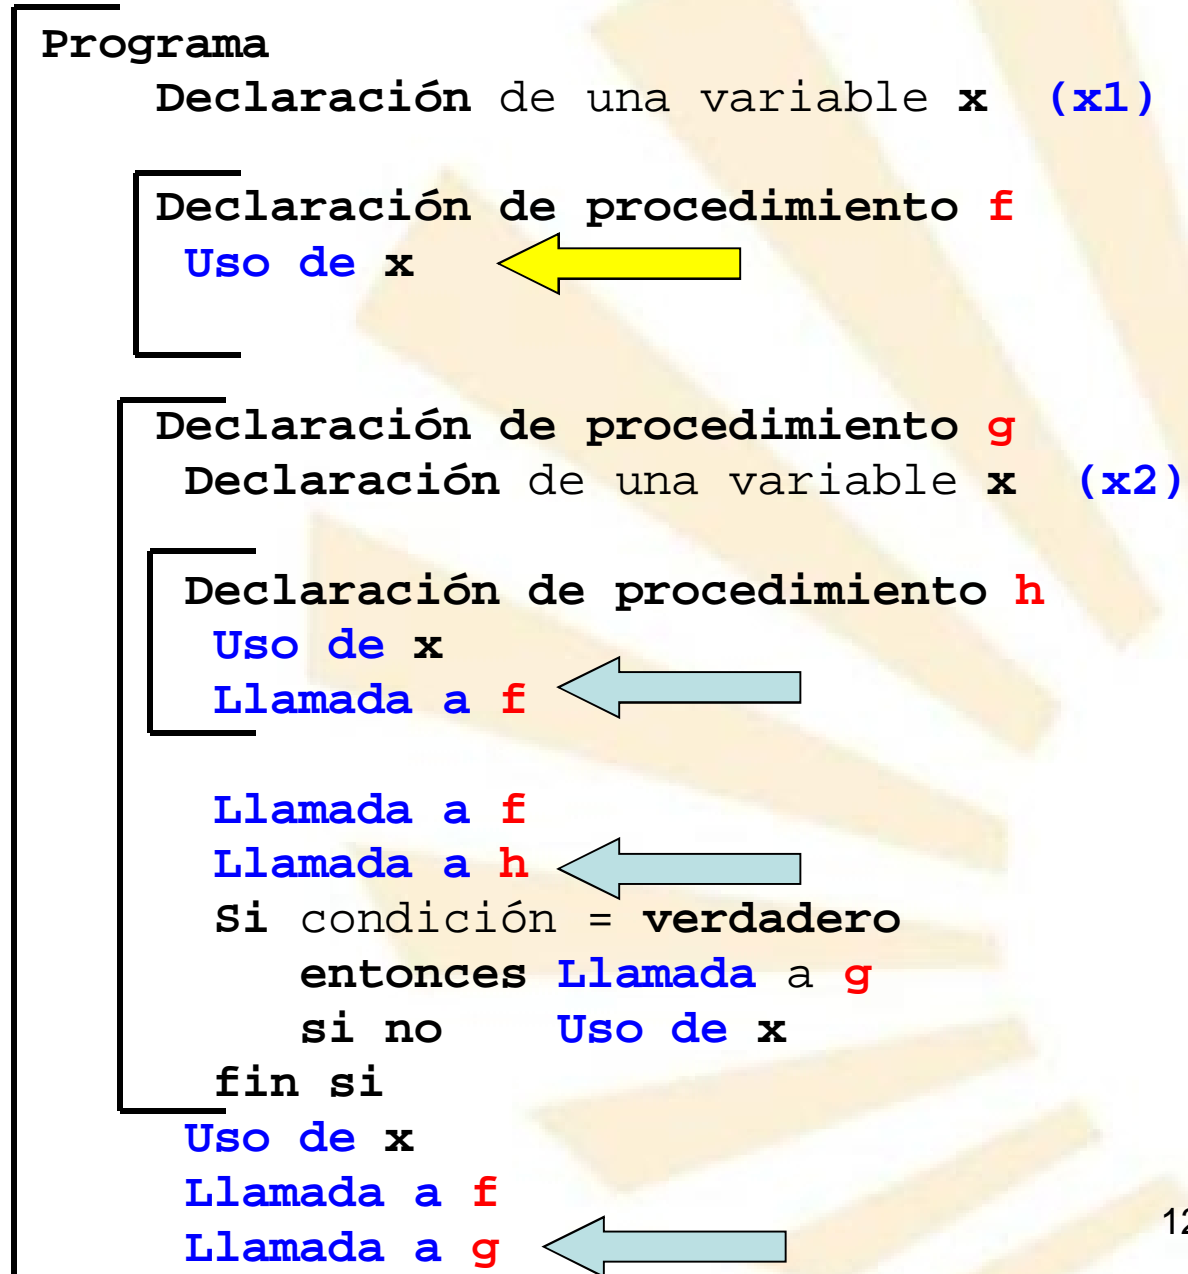 Programa
Declaración de una variable x (x1)
Declaración de procedimiento f
Uso de x
Declaración de procedimiento g
Declaración de una variable x (x2)
Declaración de procedimiento h
Uso de x
Llamada a f
Llamada a f
Llamada a h
Si condición = verdadero
entonces Llamada a g
si no Uso de x
fin si
Uso de x
Llamada a f
Llamada a g
12